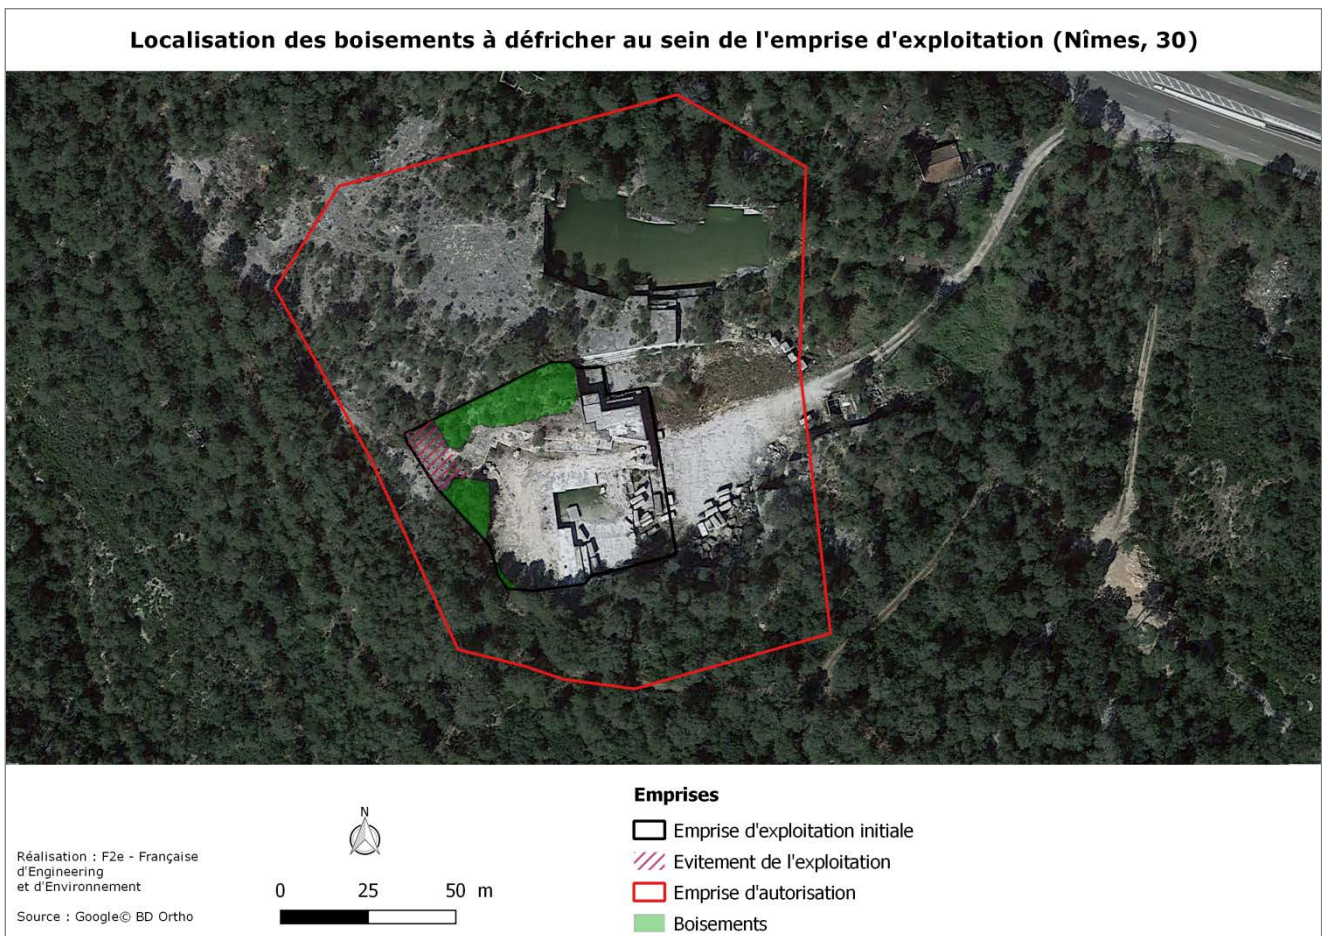 Localisation des boisements à défricher au sein de l'emprise d'exploitation (Nîmes, 30)
Réalisation : F2e - Française
d'Engineering
et d'Environnement
Source : Google© BD Ortho
N
0 25 50 m
Emprises
Emprise d'exploitation initiale
Evitement de l'exploitation
Emprise d'autorisation
Boisements